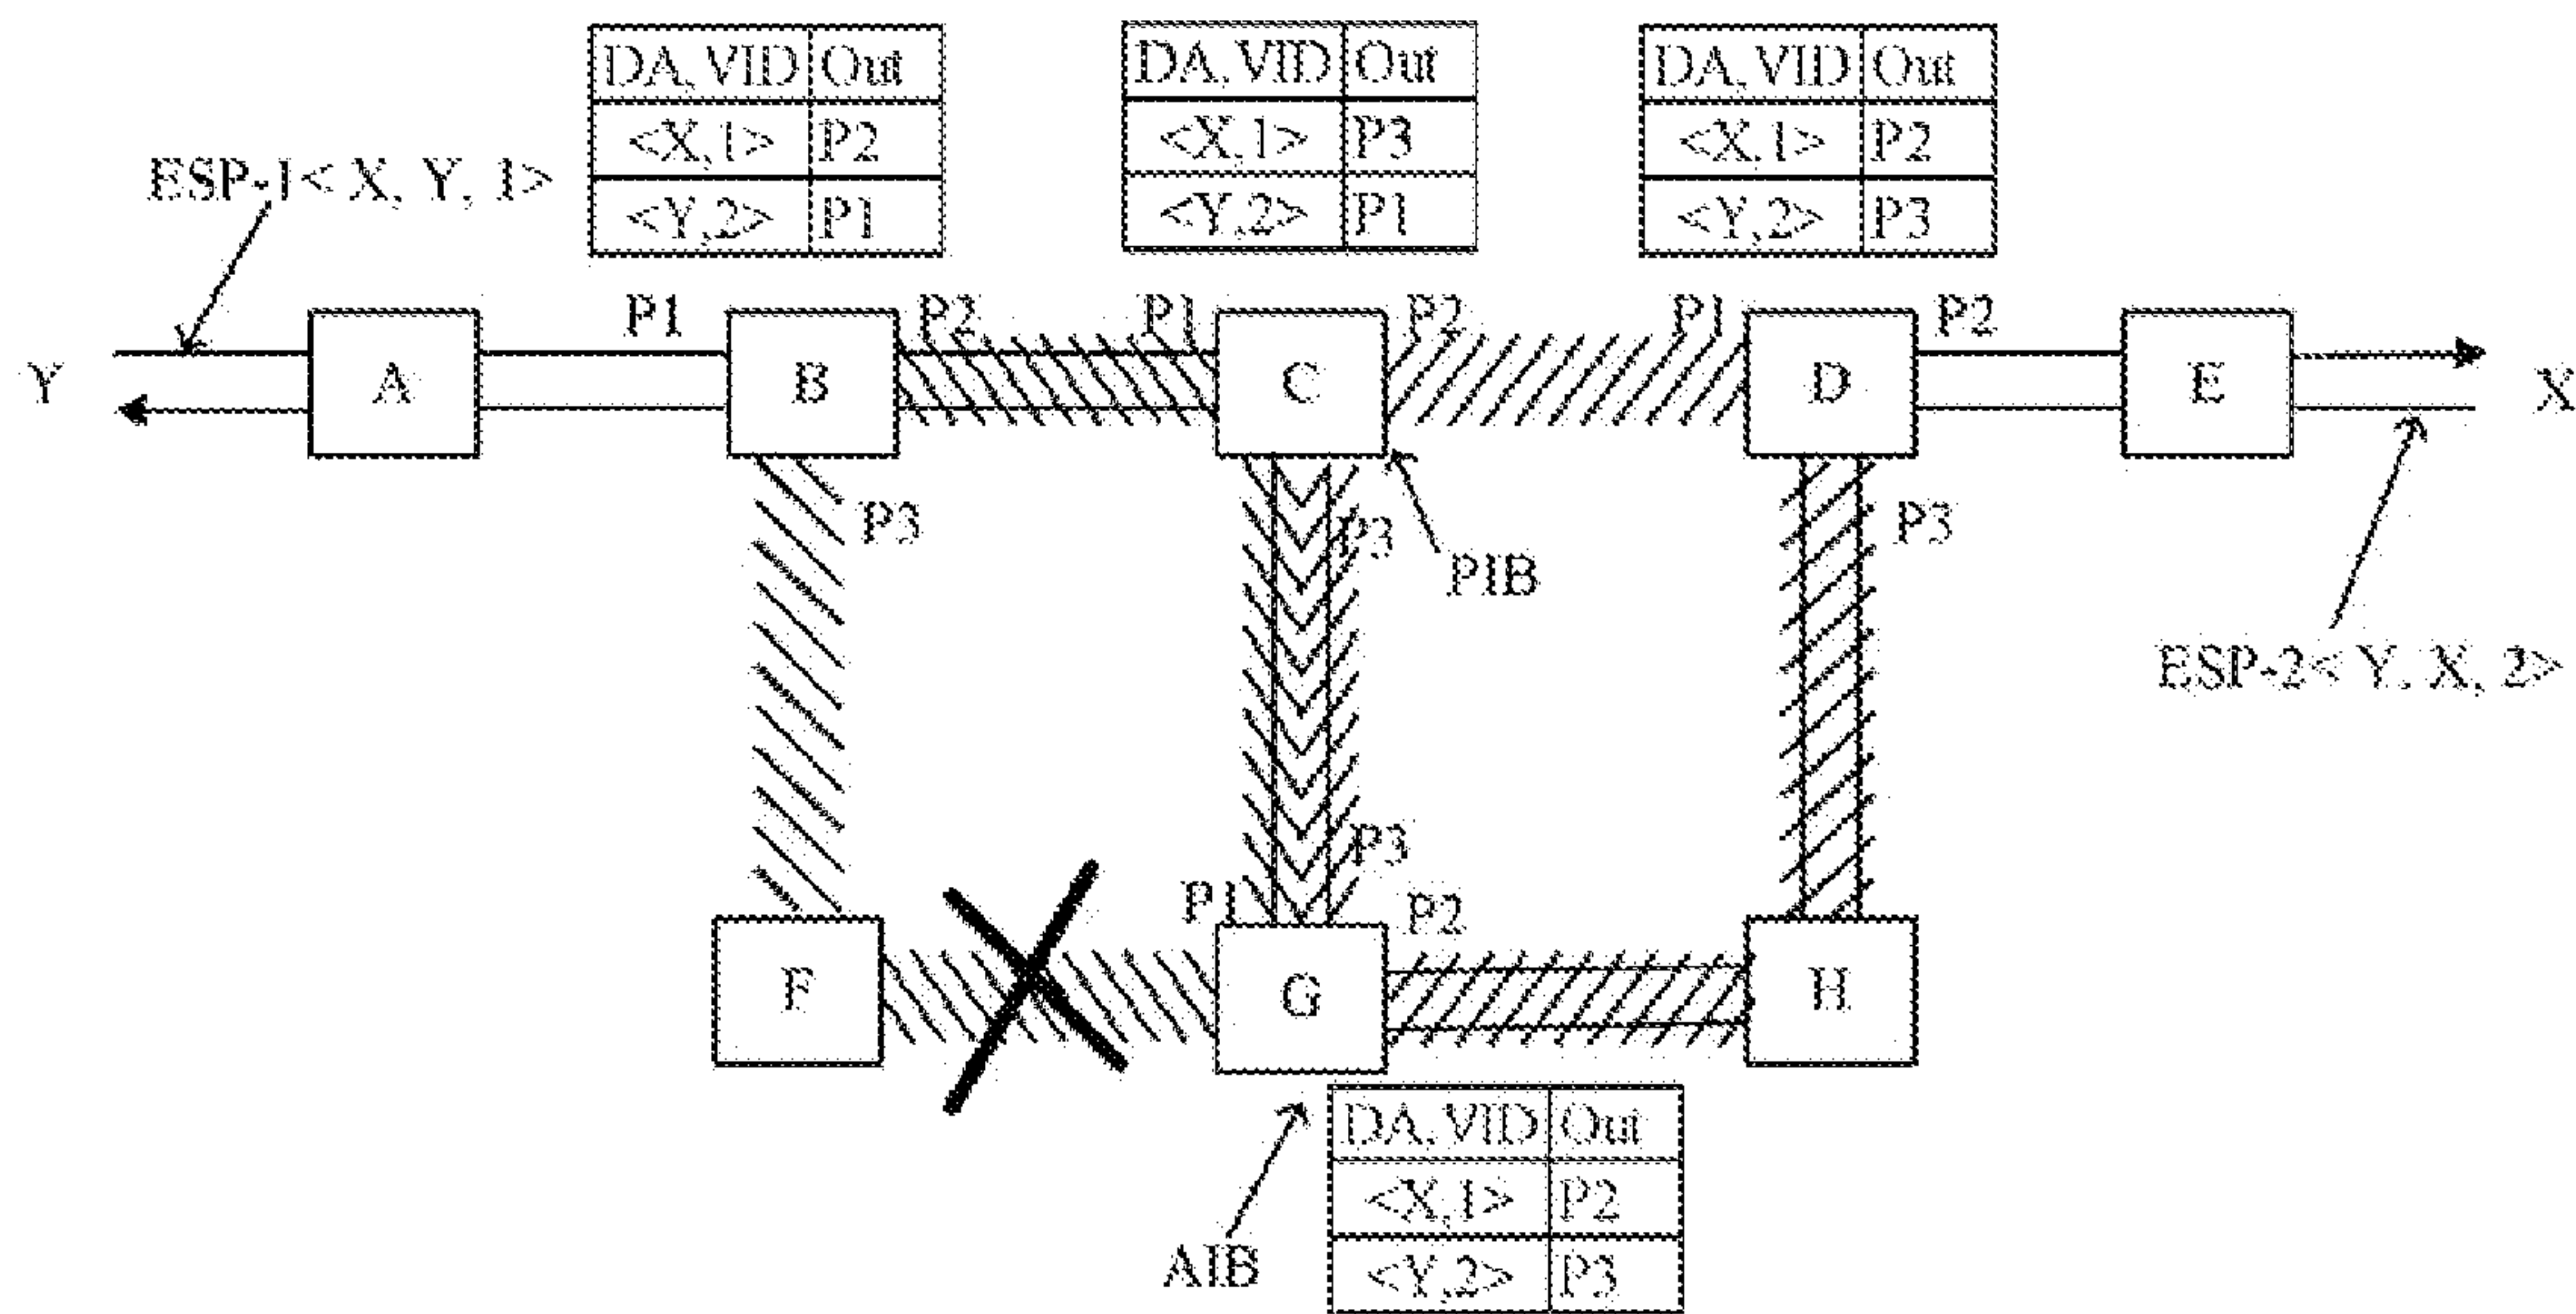 DA, VID Out
<X,1> P2
<Y,2> P1
DA, VID Out
<X,1> P3
<Y,2> P1
DA, VID Out
<X,1> P2
<Y,2> P3
ESP-1< X, Y, 1>
P1 P2 P1 P2 P1 P2
Y A B C D E X
P3 P3 P3
PIB
ESP-2< Y, X, 2>
P3
P1 P2
F G H
AIB
DA, VID Out
<X,1> P2
<Y,2> P3